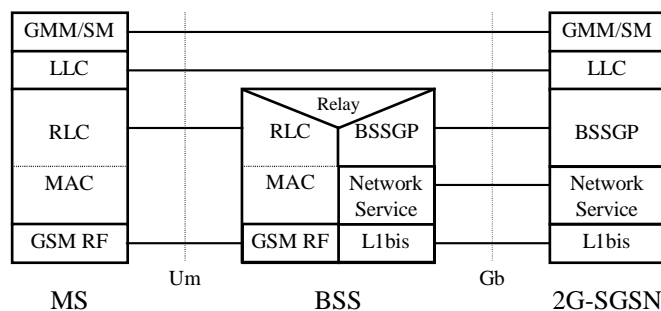 GMM/SM
GMM/SM
LLC
LLC
Relay
RLC
RLC
BSSGP
BSSGP
MAC
MAC
Network
Service
Network
Service
GSM RF
GSM RF
L1bis
L1bis
Um
Gb
MS
BSS
2G-SGSN